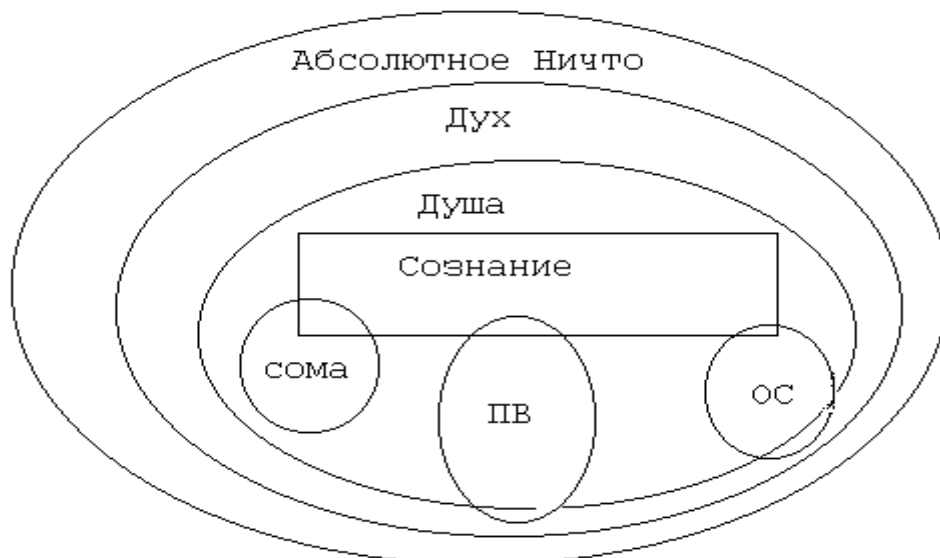 Абсолютное Ничто
Дух
Душа
Сознание
сома
ПВ
ОС